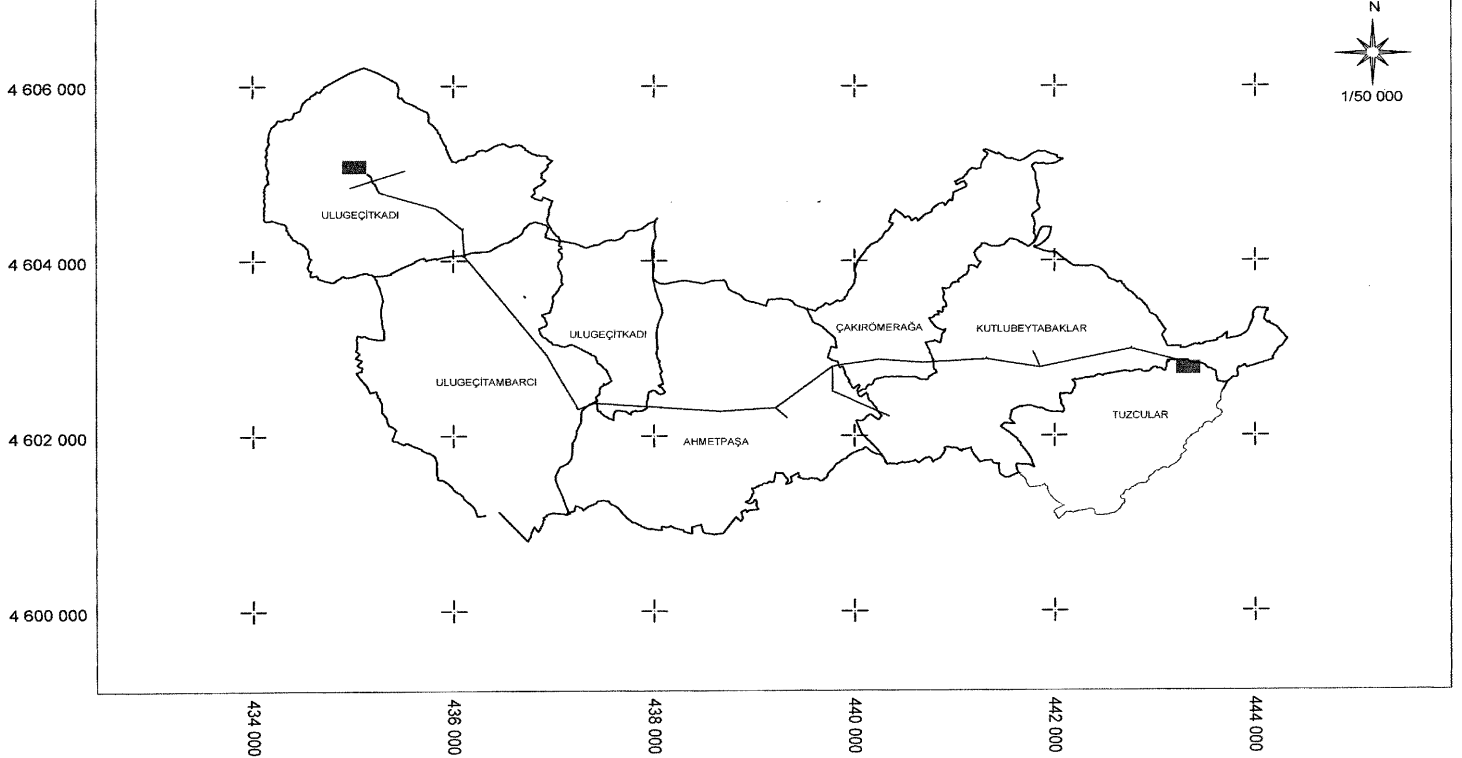 N
1/50 000
4 606 000
4 604 000
4 602 000
4 600 000
ULUGEÇİTKADI
ULUGEÇİTKADI
ÇAKIRÖMERAĞA
KUTLUBEYTABAKLAR
ULUGEÇİTAMBARCI
TUZCULAR
AHMETPAŞA
434 000
436 000
438 000
440 000
442 000
444 000